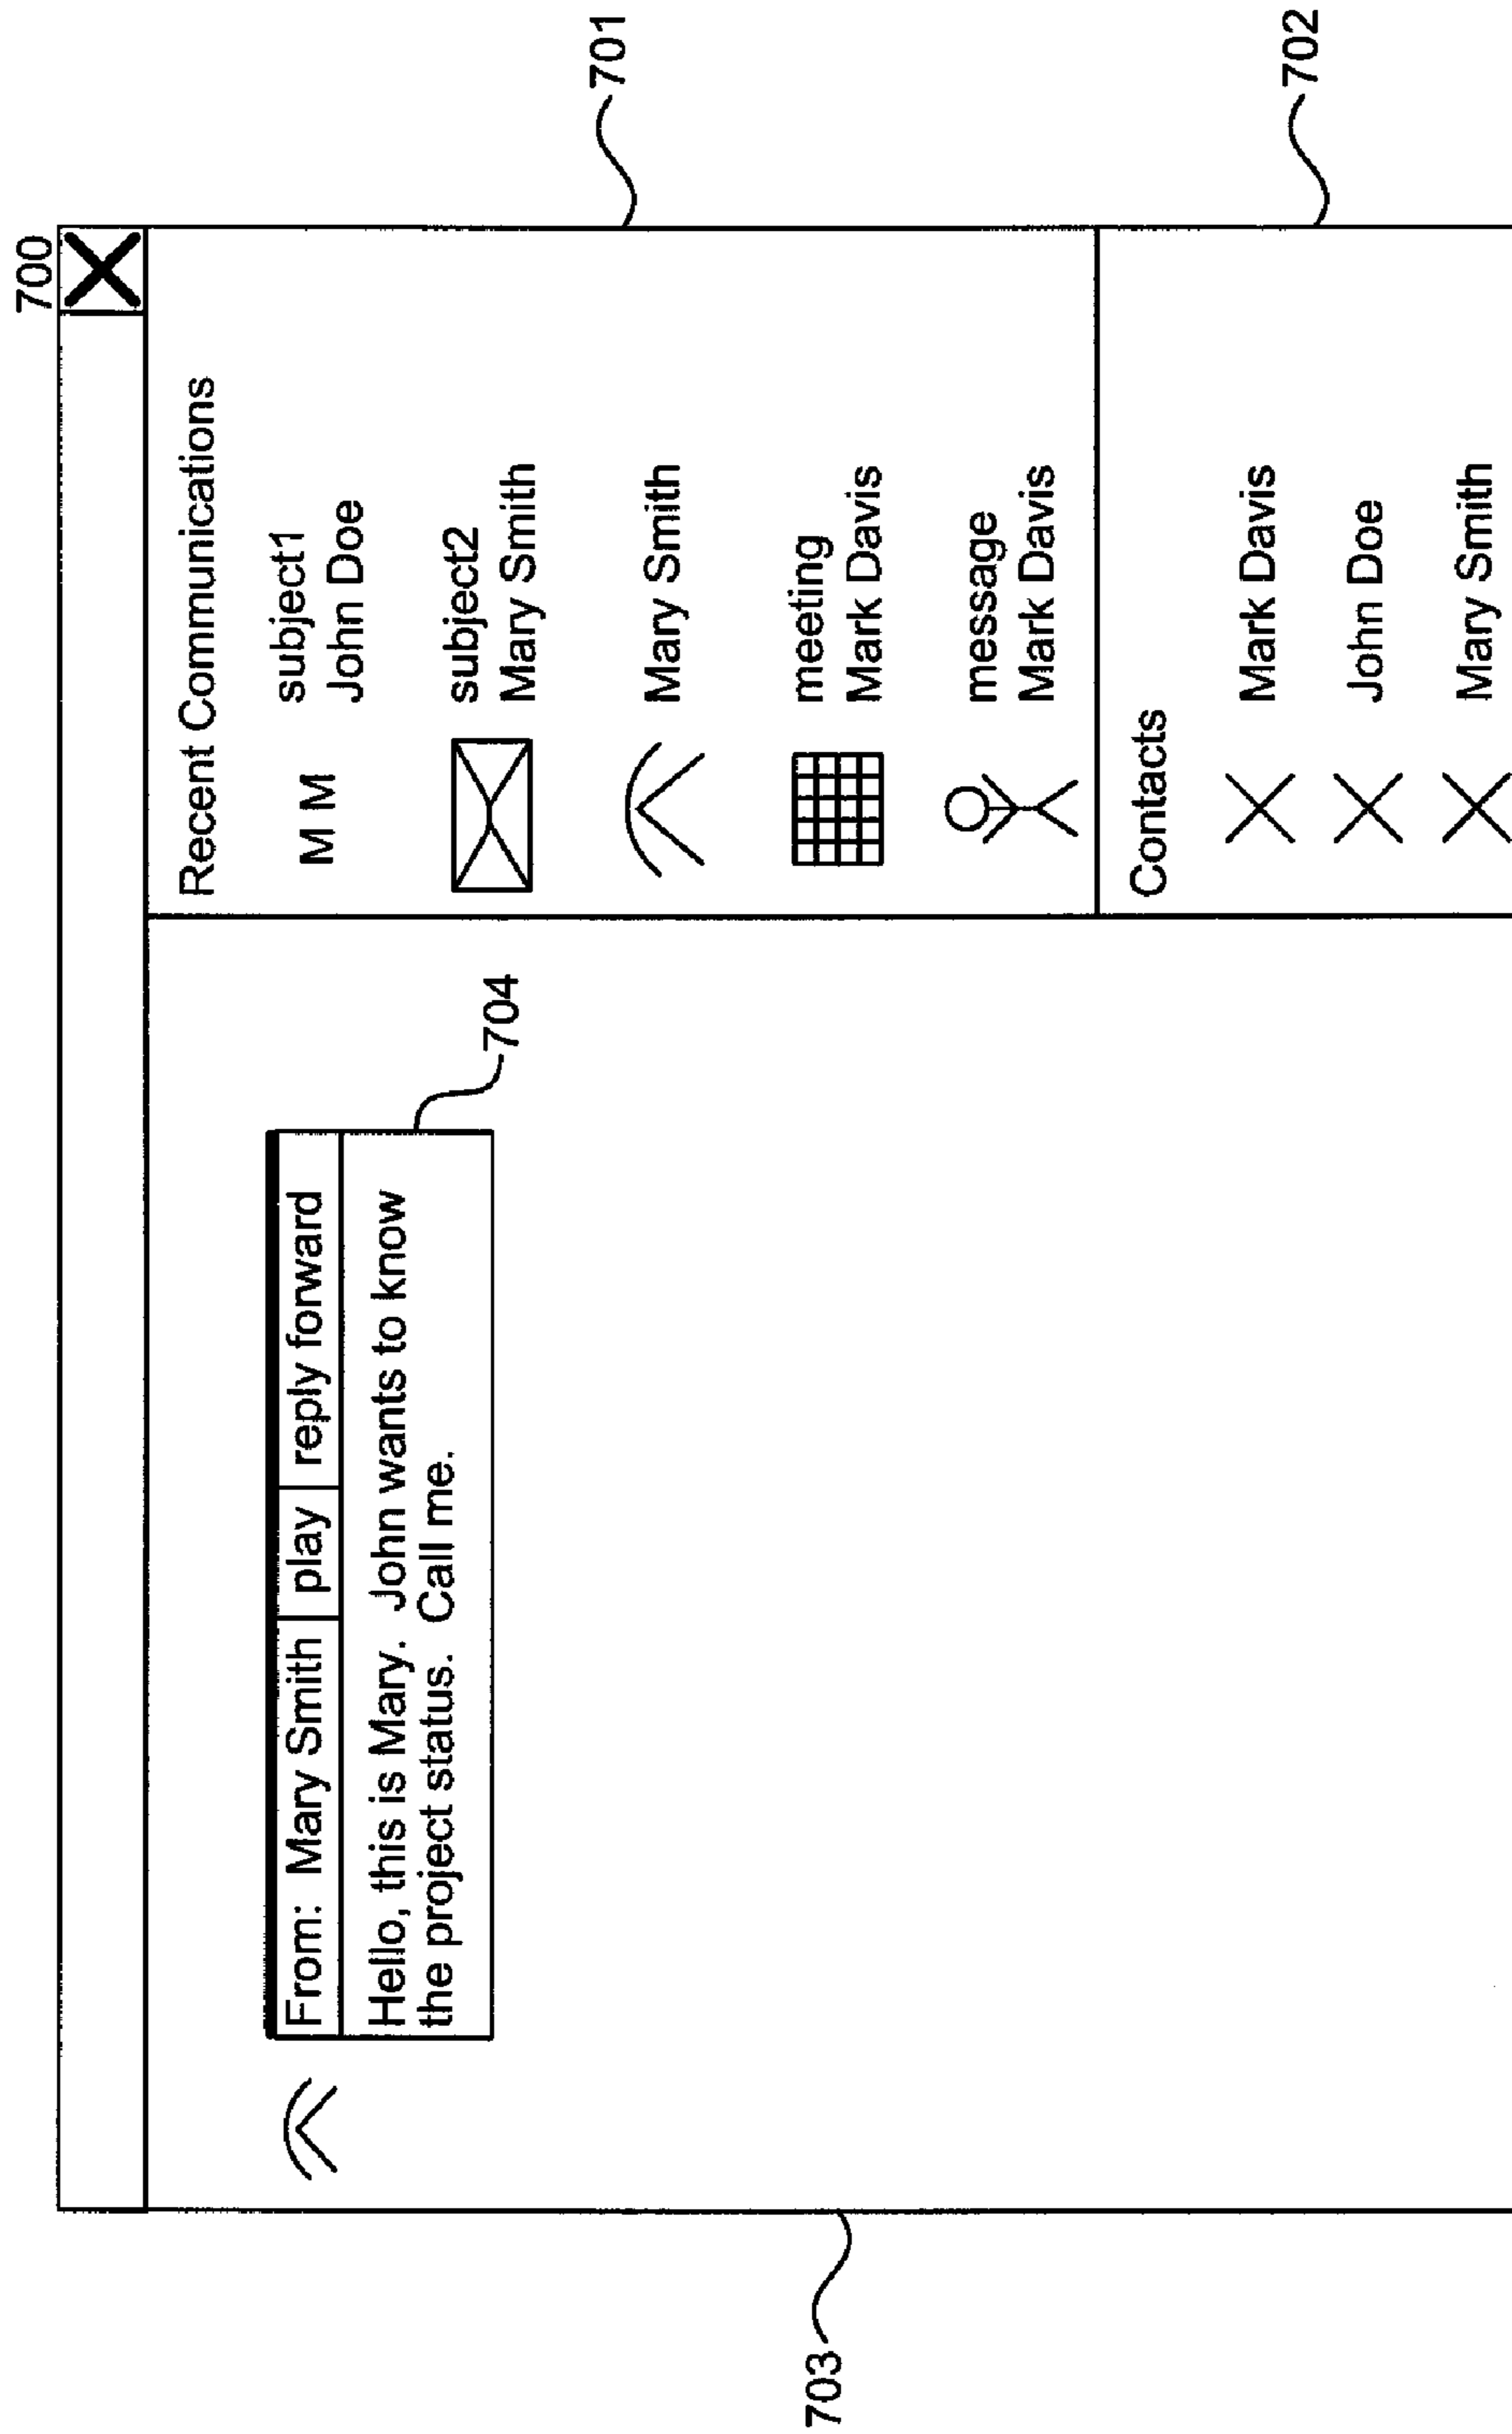 700
From: Mary Smith play reply forward
Hello, this is Mary. John wants to know
the project status. Call me.
704
703
Recent Communications
M M
subject1
John Doe
subject2
Mary Smith
Mary Smith
meeting
Mark Davis
message
Mark Davis
701
Contacts
Mark Davis
John Doe
Mary Smith
702